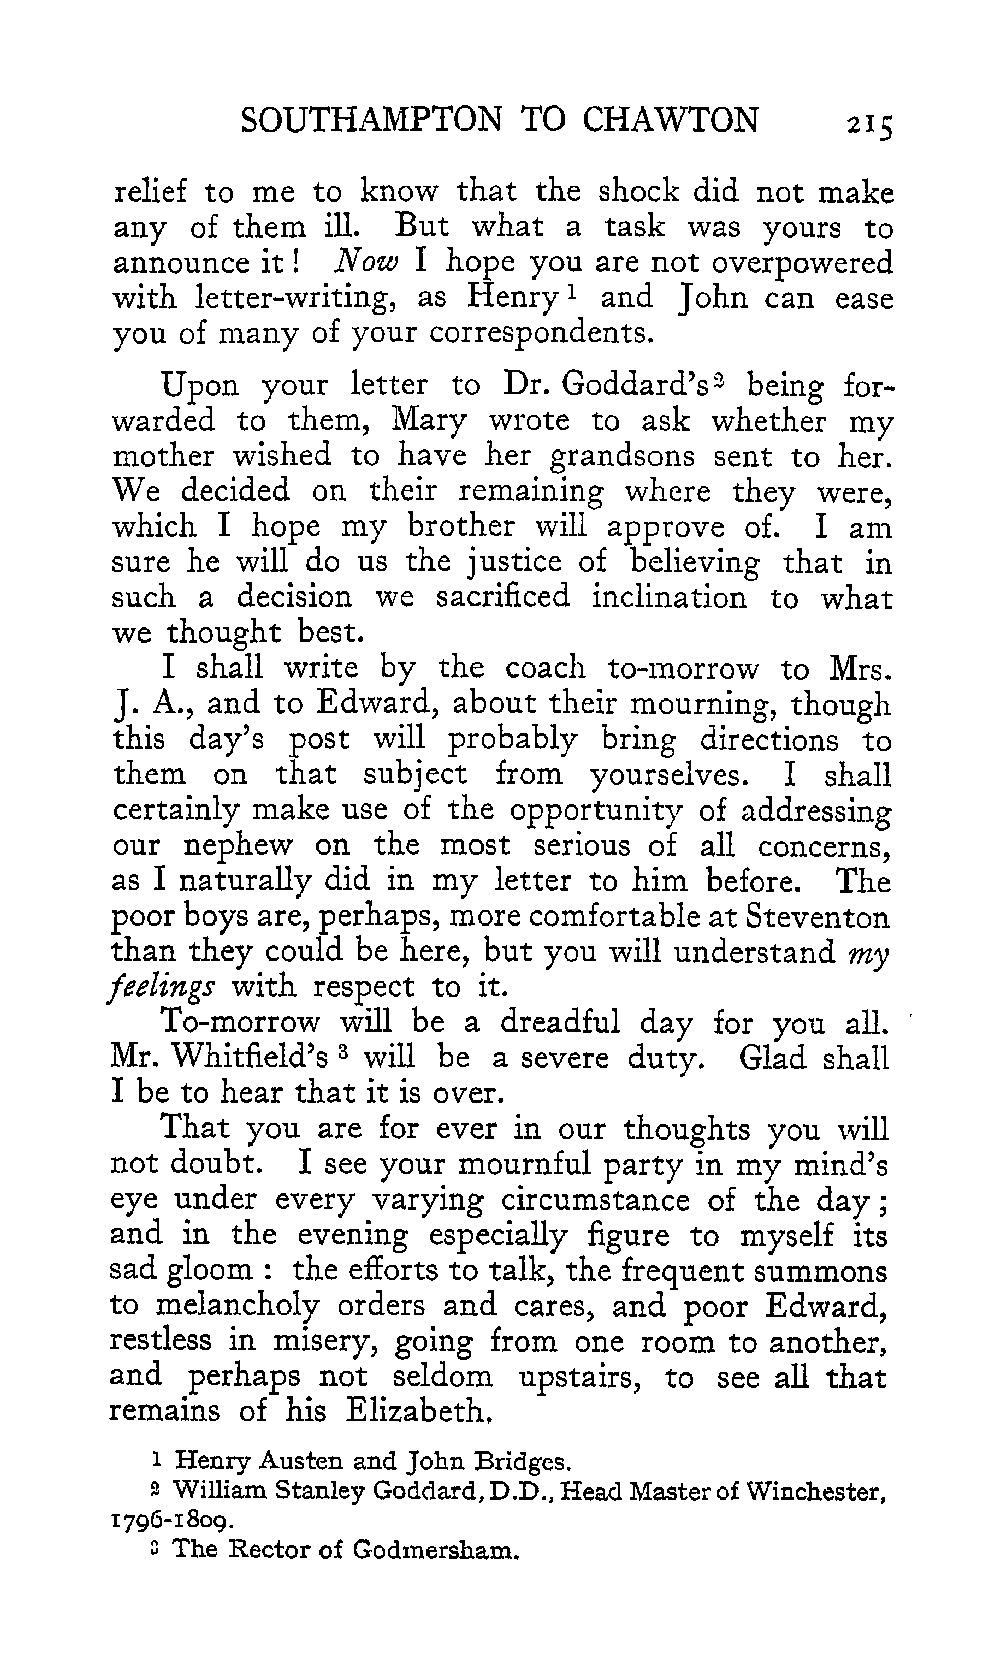 SOUTHAMPTON TO CHAWTON 215
relief to me to know that the shock did not make
any of them ill. But what a task was yours to
announce it ! Now I hope you are not overpowered
with letter-writing, as Henry ¹ and John can ease
you of many of your correspondents.
Upon your letter to Dr. Goddard's ² being for-
warded to them, Mary wrote to ask whether my
mother wished to have her grandsons sent to her.
We decided on their remaining where they were,
which I hope my brother will approve of. I am
sure he will do us the justice of believing that in
such a decision we sacrificed inclination to what
we thought best.
I shall write by the coach to-morrow to Mrs.
J. A., and to Edward, about their mourning, though
this day's post will probably bring directions to
them on that subject from yourselves. I shall
certainly make use of the opportunity of addressing
our nephew on the most serious of all concerns,
as I naturally did in my letter to him before. The
poor boys are, perhaps, more comfortable at Steventon
than they could be here, but you will understand my
feelings with respect to it.
To-morrow will be a dreadful day for you all.
Mr. Whitfield's ³ will be a severe duty. Glad shall
I be to hear that it is over.
That you are for ever in our thoughts you will
not doubt. I see your mournful party in my mind's
eye under every varying circumstance of the day ;
and in the evening especially figure to myself its
sad gloom : the efforts to talk, the frequent summons
to melancholy orders and cares, and poor Edward,
restless in misery, going from one room to another,
and perhaps not seldom upstairs, to see all that
remains of his Elizabeth.
¹ Henry Austen and John Bridges.
² William Stanley Goddard, D.D., Head Master of Winchester,
1796-1809.
³ The Rector of Godmersham.